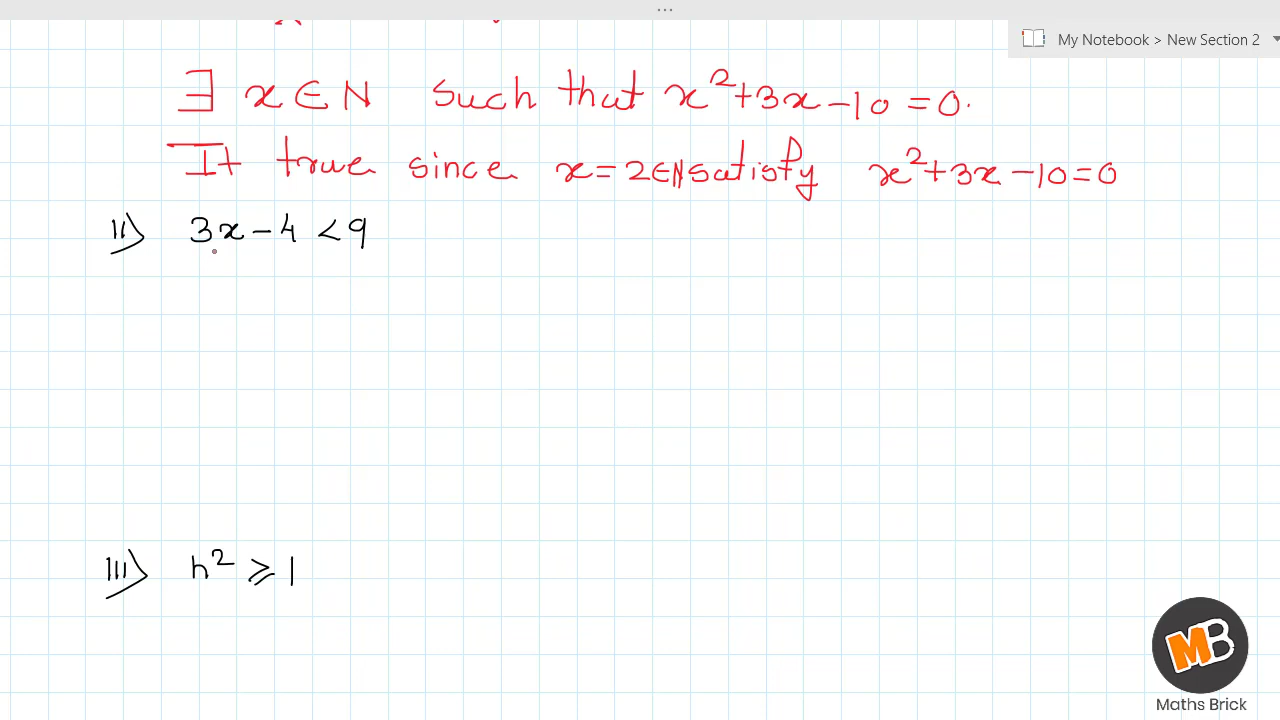 ...
My Notebook > New Section 2
∃ x ∈ N such that x²+3x-10=0.
It true since x=2∈N satisfy x²+3x-10=0
II) 3x-4<9
III) n²⩾1
MB
Maths Brick